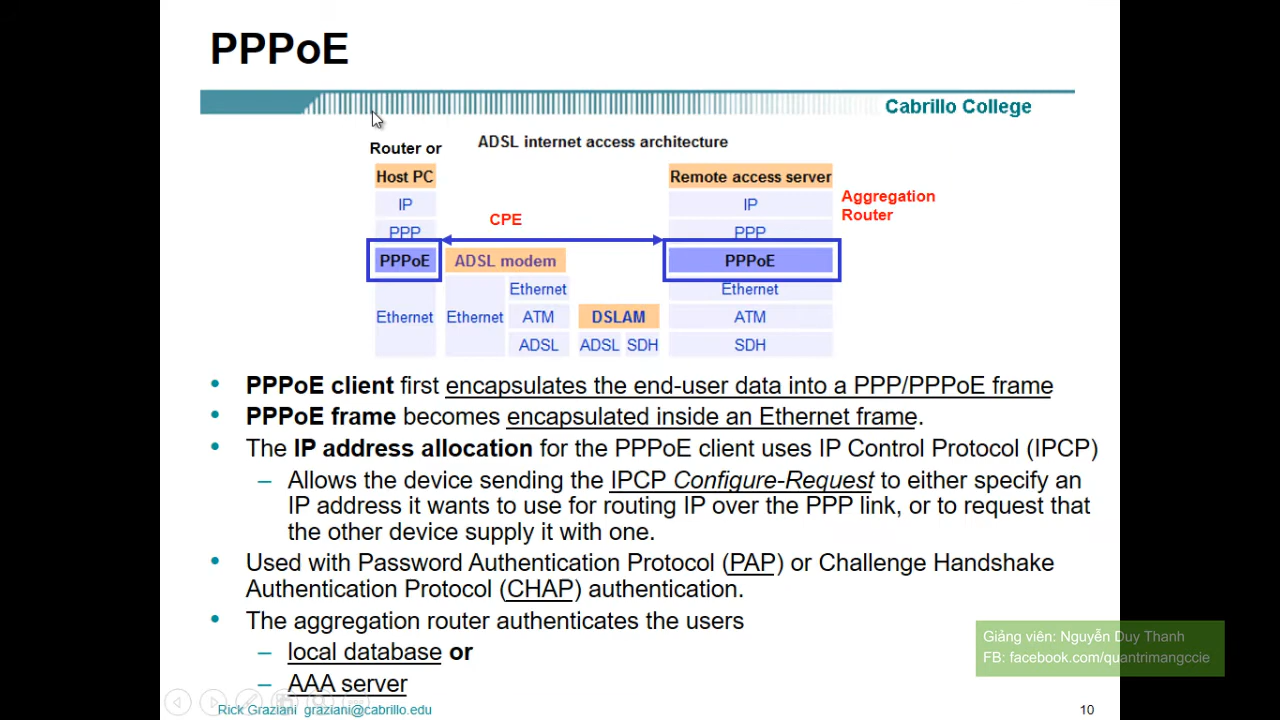 PPPoE
Cabrillo College
ADSL internet access architecture
Router or
Host PC
Remote access server
IP
IP
Aggregation
Router
CPE
PPP
PPP
PPPoE
ADSL modem
PPPoE
Ethernet
Ethernet
Ethernet
Ethernet
ATM
DSLAM
ATM
ADSL
ADSL
SDH
SDH
• PPPoE client first encapsulates the end-user data into a PPP/PPPoE frame
• PPPoE frame becomes encapsulated inside an Ethernet frame.
• The IP address allocation for the PPPoE client uses IP Control Protocol (IPCP)
– Allows the device sending the IPCP Configure-Request to either specify an
IP address it wants to use for routing IP over the PPP link, or to request that
the other device supply it with one.
• Used with Password Authentication Protocol (PAP) or Challenge Handshake
Authentication Protocol (CHAP) authentication.
• The aggregation router authenticates the users
– local database or
– AAA server
Giảng viên: Nguyễn Duy Thanh
FB: facebook.com/quantrimangccie
Rick Graziani graziani@cabrillo.edu
10